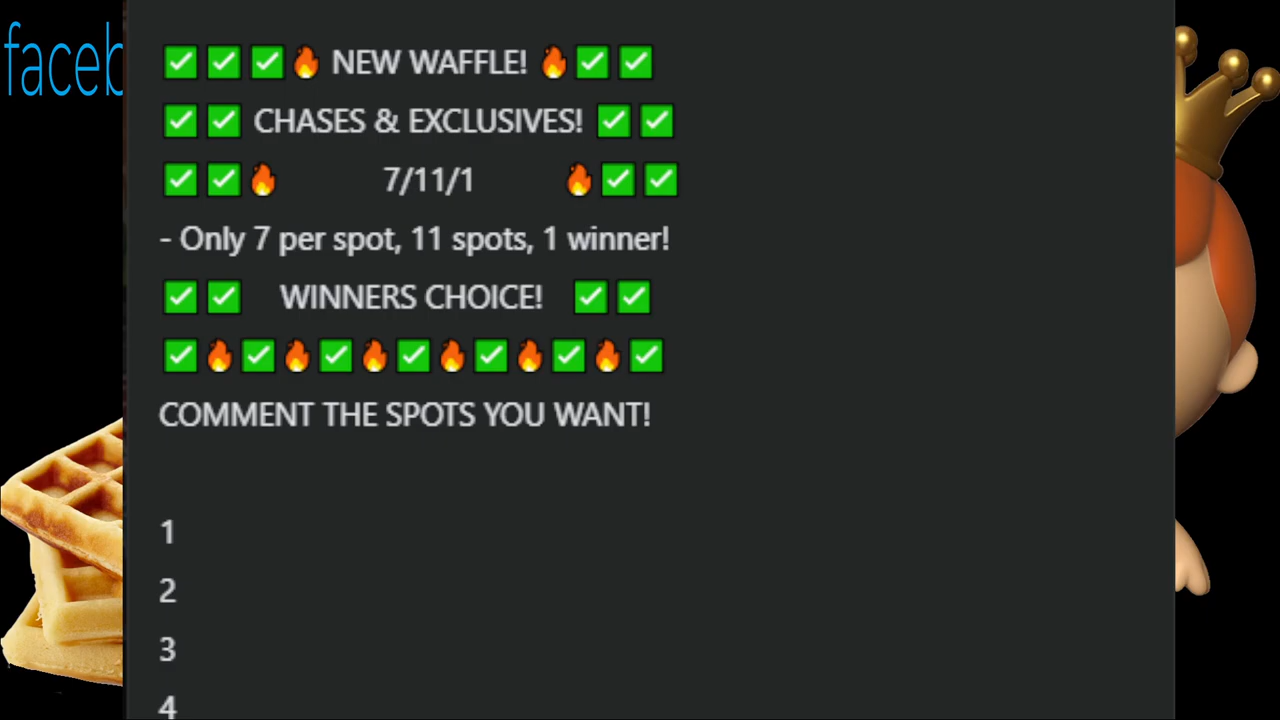 faceb
✅✅✅🔥 NEW WAFFLE! 🔥✅✅
✅✅ CHASES & EXCLUSIVES! ✅✅
✅✅🔥 7/11/1 🔥✅✅
- Only 7 per spot, 11 spots, 1 winner!
✅✅ WINNERS CHOICE! ✅✅
✅🔥✅🔥✅🔥✅🔥✅🔥✅🔥✅
COMMENT THE SPOTS YOU WANT!
1
2
3
4